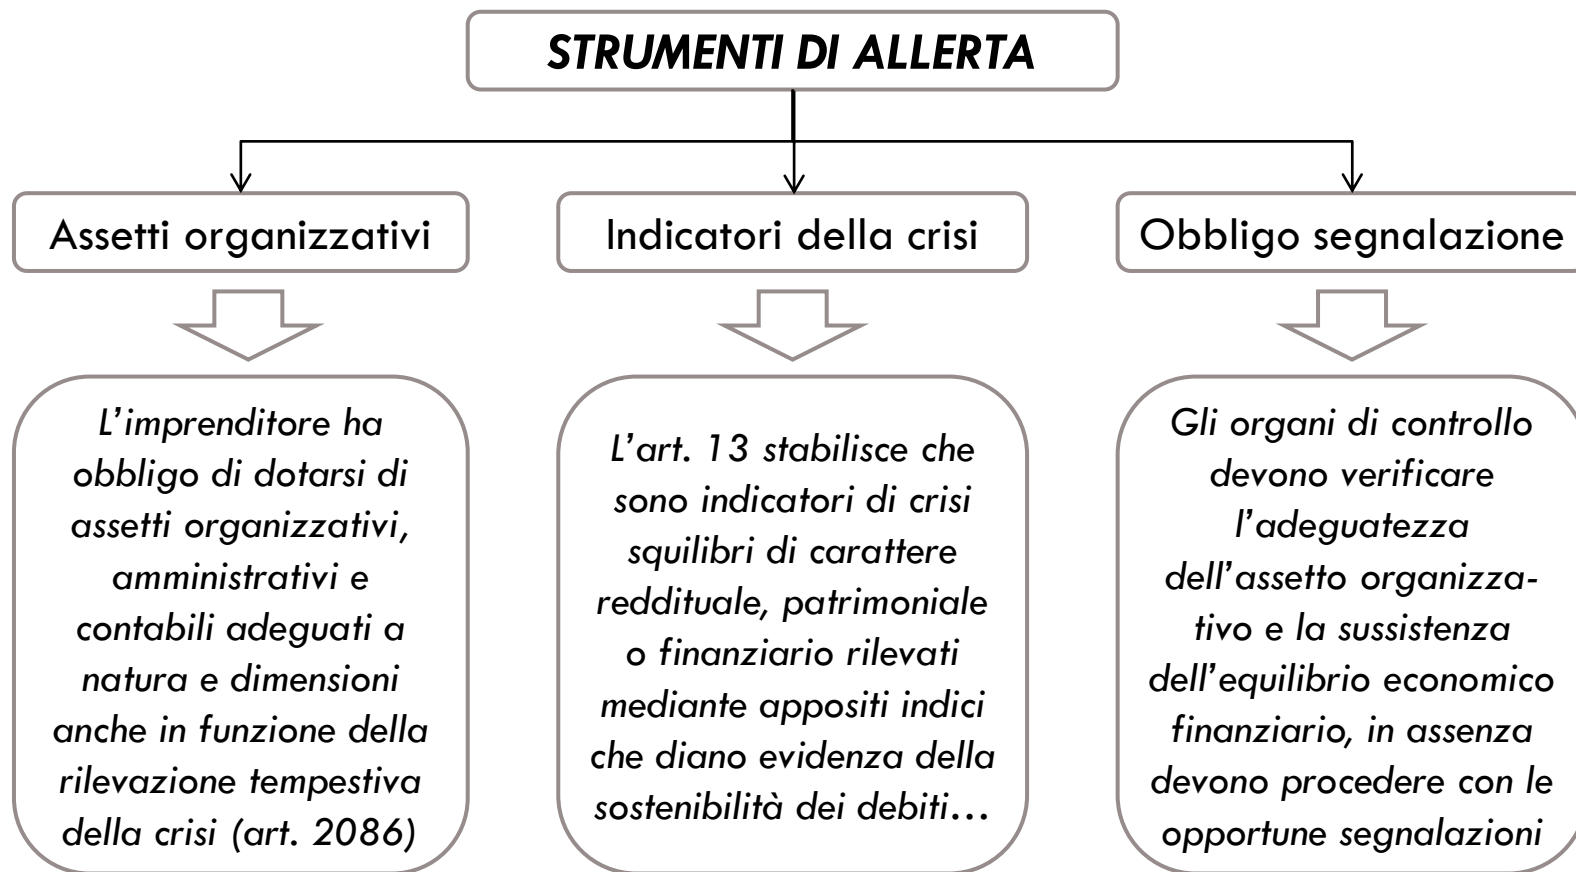 STRUMENTI DI ALLERTA
Assetti organizzativi
Indicatori della crisi
Obbligo segnalazione
L’imprenditore ha
obbligo di dotarsi di
assetti organizzativi,
amministrativi e
contabili adeguati a
natura e dimensioni
anche in funzione della
rilevazione tempestiva
della crisi (art. 2086)
L’art. 13 stabilisce che
sono indicatori di crisi
squilibri di carattere
reddituale, patrimoniale
o finanziario rilevati
mediante appositi indici
che diano evidenza della
sostenibilità dei debiti…
Gli organi di controllo
devono verificare
l’adeguatezza
dell’assetto organizza-
tivo e la sussistenza
dell’equilibrio economico
finanziario, in assenza
devono procedere con le
opportune segnalazioni